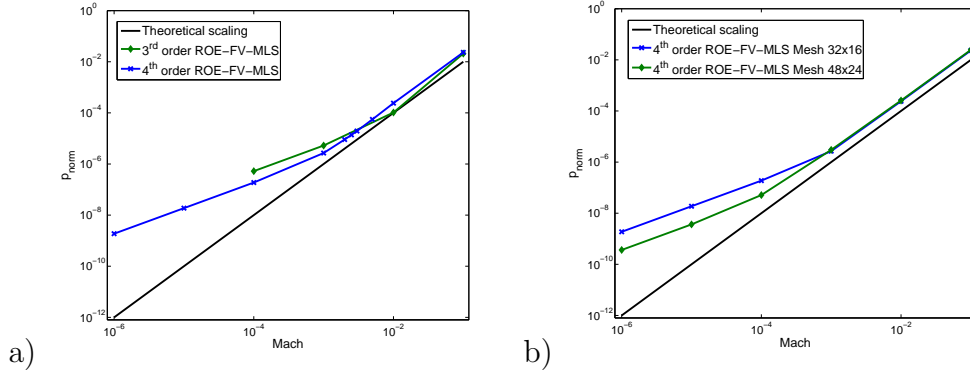 Theoretical scaling
3rd order ROE−FV−MLS
4th order ROE−FV−MLS
10^0
10^−2
10^−4
10^−6
10^−8
10^−10
10^−12
p_norm
10^−6
10^−4
10^−2
Mach
a)
Theoretical scaling
4th order ROE−FV−MLS Mesh 32x16
4th order ROE−FV−MLS Mesh 48x24
10^0
10^−2
10^−4
10^−6
10^−8
10^−10
10^−12
p_norm
10^−6
10^−4
10^−2
Mach
b)